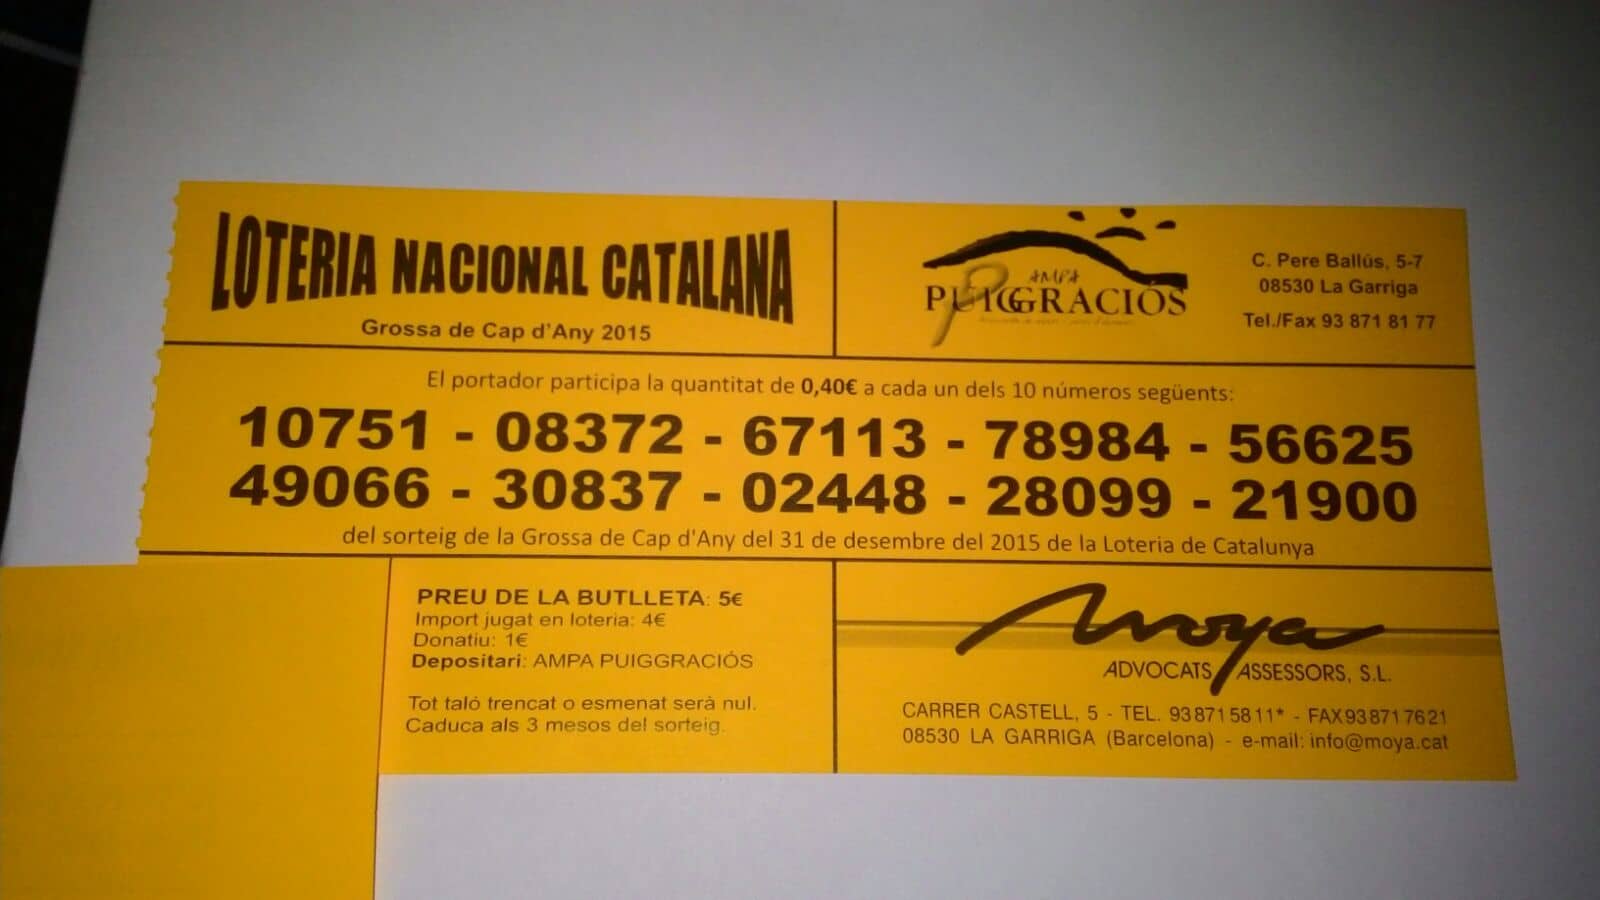 LOTERIA NACIONAL CATALANA
Grossa de Cap d'Any 2015
AMPA
PUIGGRACIÓS
C. Pere Ballús, 5-7
08530 La Garriga
Tel./Fax 93 871 81 77
El portador participa la quantitat de 0,40€ a cada un dels 10 números següents:
10751 - 08372 - 67113 - 78984 - 56625
49066 - 30837 - 02448 - 28099 - 21900
del sorteig de la Grossa de Cap d'Any del 31 de desembre del 2015 de la Loteria de Catalunya
PREU DE LA BUTLLETA: 5€
Import jugat en loteria: 4€
Donatiu: 1€
Depositari: AMPA PUIGGRACIÓS
Tot taló trencat o esmenat serà nul.
Caduca als 3 mesos del sorteig.
Moya
ADVOCATS ASSESSORS, S.L.
CARRER CASTELL, 5 - TEL. 938715811* - FAX938717621
08530 LA GARRIGA (Barcelona) - e-mail: info@moya.cat